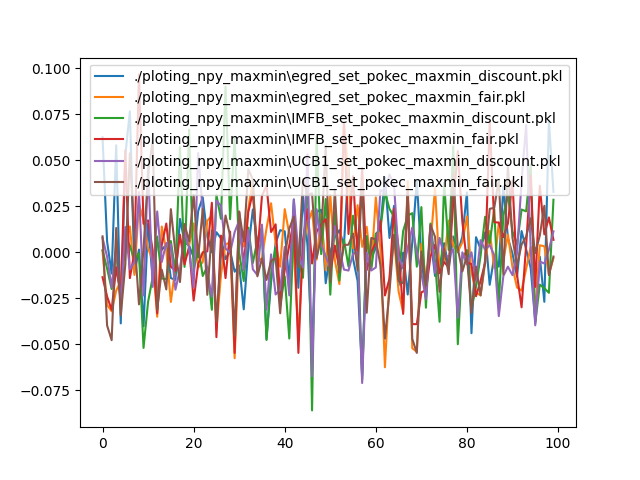 ./ploting_npy_maxmin\egred_set_pokec_maxmin_discount.pkl
./ploting_npy_maxmin\egred_set_pokec_maxmin_fair.pkl
./ploting_npy_maxmin\IMFB_set_pokec_maxmin_discount.pkl
./ploting_npy_maxmin\IMFB_set_pokec_maxmin_fair.pkl
./ploting_npy_maxmin\UCB1_set_pokec_maxmin_discount.pkl
./ploting_npy_maxmin\UCB1_set_pokec_maxmin_fair.pkl
0.100
0.075
0.050
0.025
0.000
−0.025
−0.050
−0.075
0 20 40 60 80 100